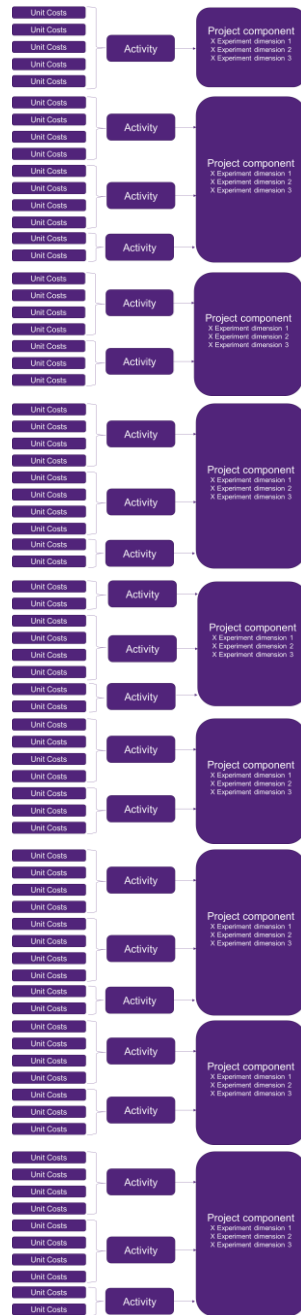 Unit Costs
Unit Costs
Unit Costs
Unit Costs
Unit Costs
Activity
Project component
X Experiment dimension 1
X Experiment dimension 2
X Experiment dimension 3
Unit Costs
Unit Costs
Unit Costs
Unit Costs
Activity
Unit Costs
Unit Costs
Unit Costs
Unit Costs
Activity
Unit Costs
Unit Costs
Activity
Project component
X Experiment dimension 1
X Experiment dimension 2
X Experiment dimension 3
Unit Costs
Unit Costs
Unit Costs
Unit Costs
Activity
Unit Costs
Unit Costs
Unit Costs
Activity
Project component
X Experiment dimension 1
X Experiment dimension 2
X Experiment dimension 3
Unit Costs
Unit Costs
Unit Costs
Unit Costs
Activity
Unit Costs
Unit Costs
Unit Costs
Unit Costs
Activity
Unit Costs
Unit Costs
Activity
Project component
X Experiment dimension 1
X Experiment dimension 2
X Experiment dimension 3
Unit Costs
Unit Costs
Activity
Unit Costs
Unit Costs
Unit Costs
Unit Costs
Activity
Unit Costs
Unit Costs
Activity
Project component
X Experiment dimension 1
X Experiment dimension 2
X Experiment dimension 3
Unit Costs
Unit Costs
Unit Costs
Unit Costs
Activity
Unit Costs
Unit Costs
Unit Costs
Activity
Project component
X Experiment dimension 1
X Experiment dimension 2
X Experiment dimension 3
Unit Costs
Unit Costs
Unit Costs
Unit Costs
Activity
Unit Costs
Unit Costs
Unit Costs
Unit Costs
Activity
Unit Costs
Unit Costs
Activity
Project component
X Experiment dimension 1
X Experiment dimension 2
X Experiment dimension 3
Unit Costs
Unit Costs
Unit Costs
Unit Costs
Activity
Unit Costs
Unit Costs
Unit Costs
Activity
Project component
X Experiment dimension 1
X Experiment dimension 2
X Experiment dimension 3
Unit Costs
Unit Costs
Unit Costs
Unit Costs
Activity
Unit Costs
Unit Costs
Unit Costs
Unit Costs
Activity
Unit Costs
Unit Costs
Activity
Project component
X Experiment dimension 1
X Experiment dimension 2
X Experiment dimension 3